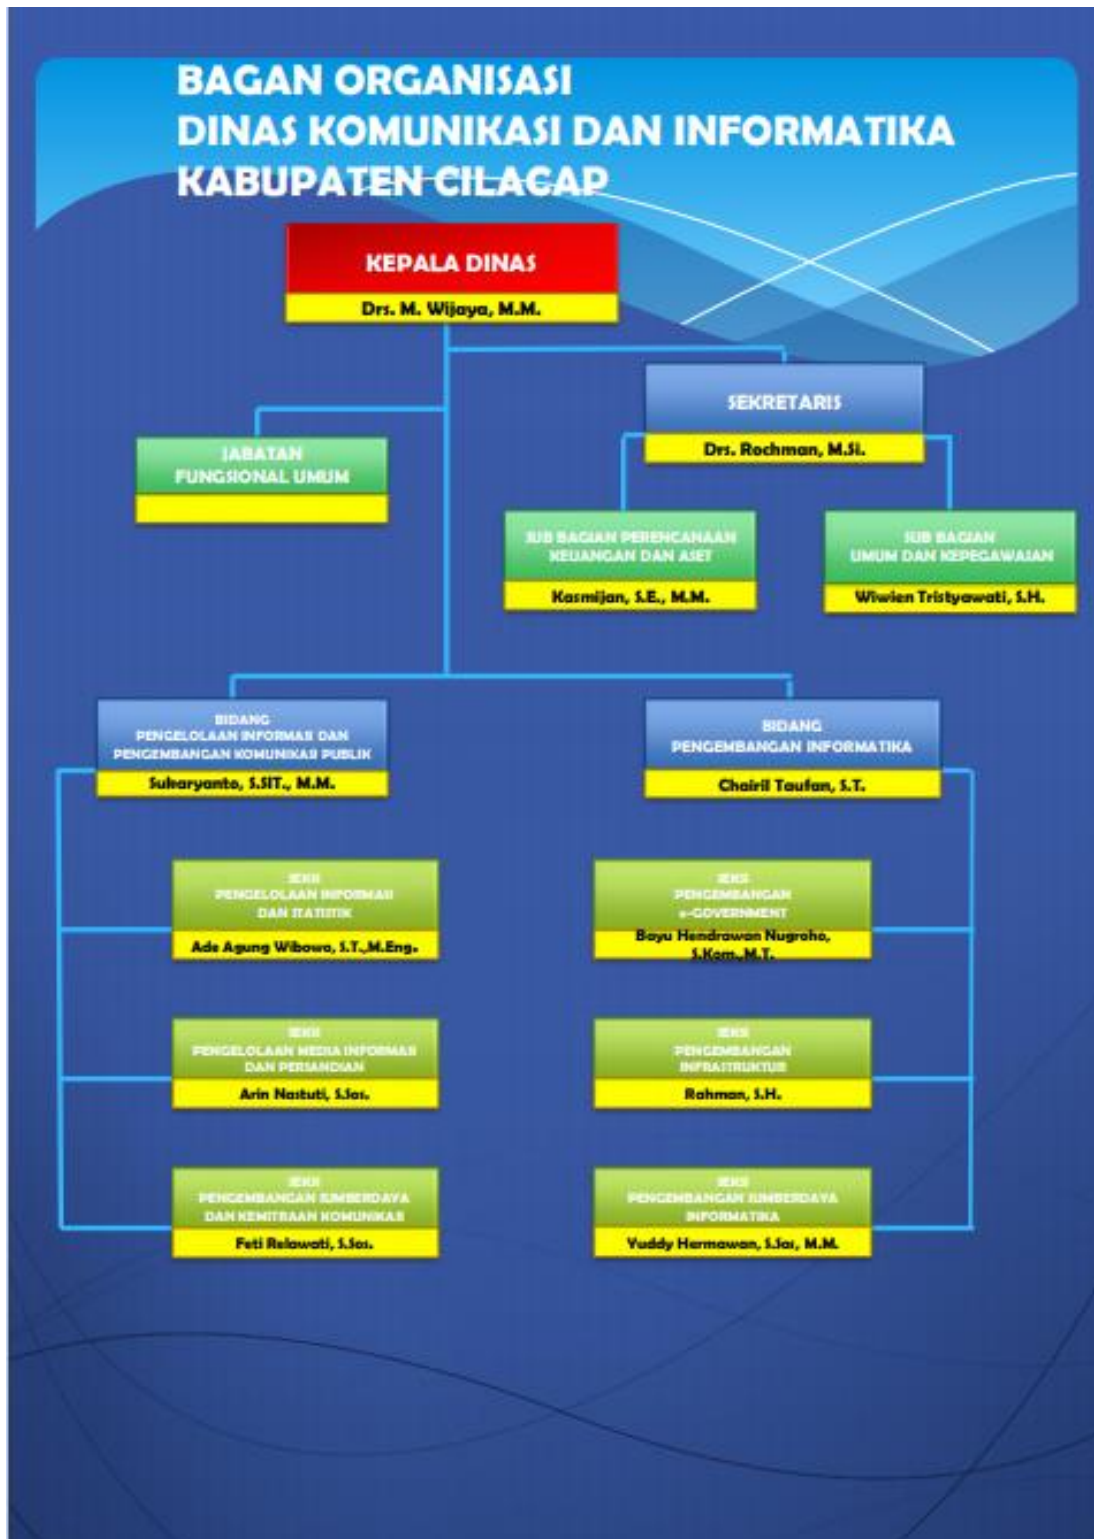 BAGAN ORGANISASI
DINAS KOMUNIKASI DAN INFORMATIKA
KABUPATEN CILACAP
KEPALA DINAS
Drs. M. Wijaya, M.M.
SEKRETARIS
Drs. Rochman, M.Si.
JABATAN
FUNGSIONAL UMUM
SUB BAGIAN PERENCANAAN
KEUANGAN DAN ASET
Kasmijan, S.E., M.M.
SUB BAGIAN
UMUM DAN KEPEGAWAIAN
Wiwien Tristyawati, S.H.
BIDANG
PENGELOLAAN INFORMASI DAN
PENGEMBANGAN KOMUNIKASI PUBLIK
Sukaryanto, S.SIT., M.M.
BIDANG
PENGEMBANGAN INFORMATIKA
Chairil Taufan, S.T.
SEKSI
PENGELOLAAN INFORMASI
DAN STATISTIK
Ade Agung Wibowo, S.T.,M.Eng.
SEKSI
PENGEMBANGAN
e-GOVERNMENT
Bayu Hendrawan Nugroho,
S.Kom.,M.T.
SEKSI
PENGELOLAAN MEDIA INFORMASI
DAN PERSANDIAN
Arin Nastuti, S.Sos.
SEKSI
PENGEMBANGAN
INFRASTRUKTUR
Rahman, S.H.
SEKSI
PENGEMBANGAN SUMBERDAYA
DAN KEMITRAAN KOMUNIKASI
Feti Relawati, S.Sos.
SEKSI
PENGEMBANGAN SUMBERDAYA
INFORMATIKA
Yuddy Hermawan, S.Sos, M.M.